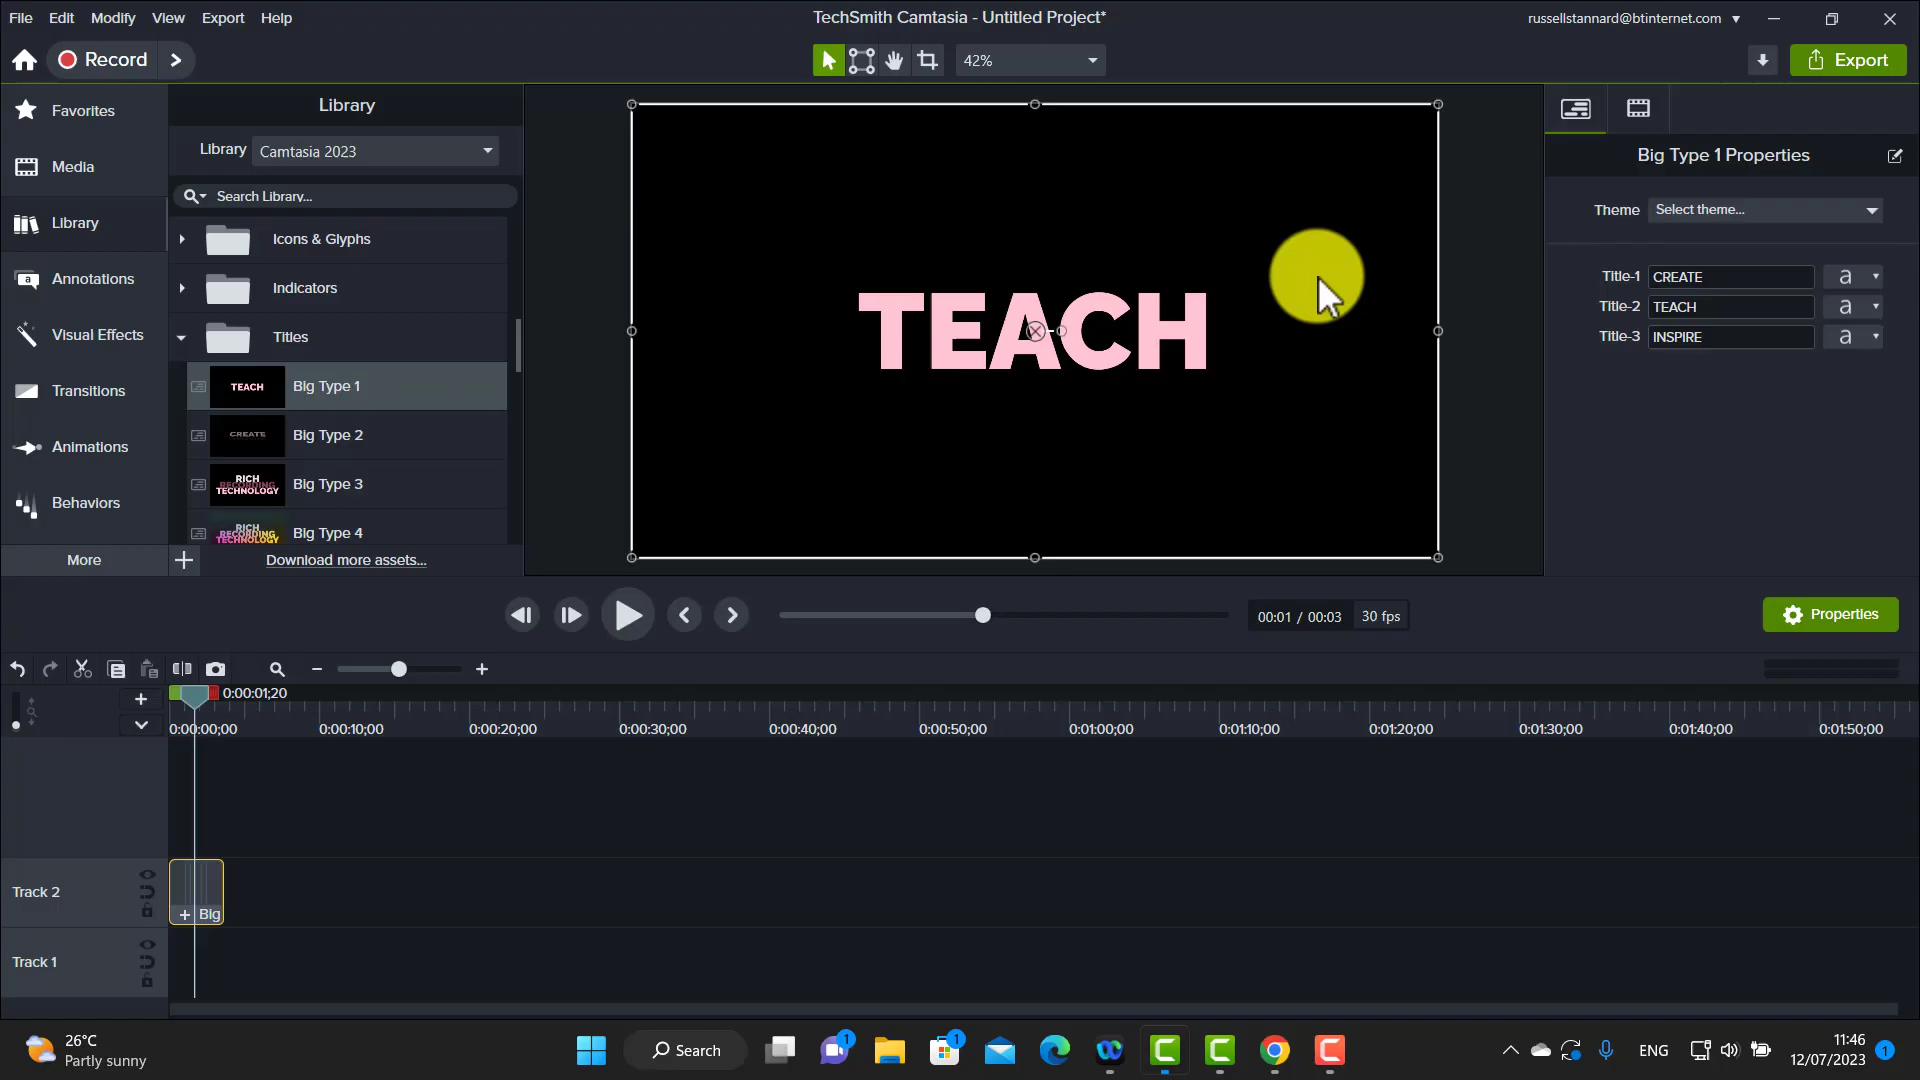 File Edit Modify View Export Help
TechSmith Camtasia - Untitled Project*
russellstannard@btinternet.com
Record
42%
Export
Favorites
Media
Library
Annotations
Visual Effects
Transitions
Animations
Behaviors
More
Library
Library Camtasia 2023
Search Library...
Icons & Glyphs
Indicators
Titles
TEACH Big Type 1
CREATE Big Type 2
RICH
RECORDING
TECHNOLOGY
Big Type 3
RICH
RECORDING
TECHNOLOGY
Big Type 4
Download more assets...
TEACH
Big Type 1 Properties
Theme Select theme...
Title-1 CREATE a
Title-2 TEACH a
Title-3 INSPIRE a
00:01 / 00:03 30 fps
Properties
0:00:01;20
0:00:00;00 0:00:10;00 0:00:20;00 0:00:30;00 0:00:40;00 0:00:50;00 0:01:00;00 0:01:10;00 0:01:20;00 0:01:30;00 0:01:40;00 0:01:50;00
Track 2
Big
Track 1
26°C
Partly sunny
Search
1
1
ENG
11:46
12/07/2023
1